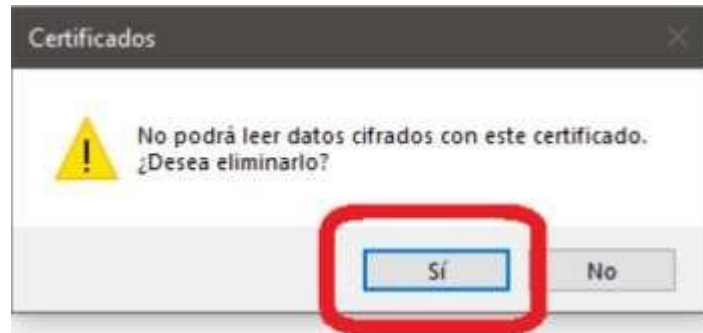 Certificados
No podrá leer datos cifrados con este certificado.
¿Desea eliminarlo?
Sí
No